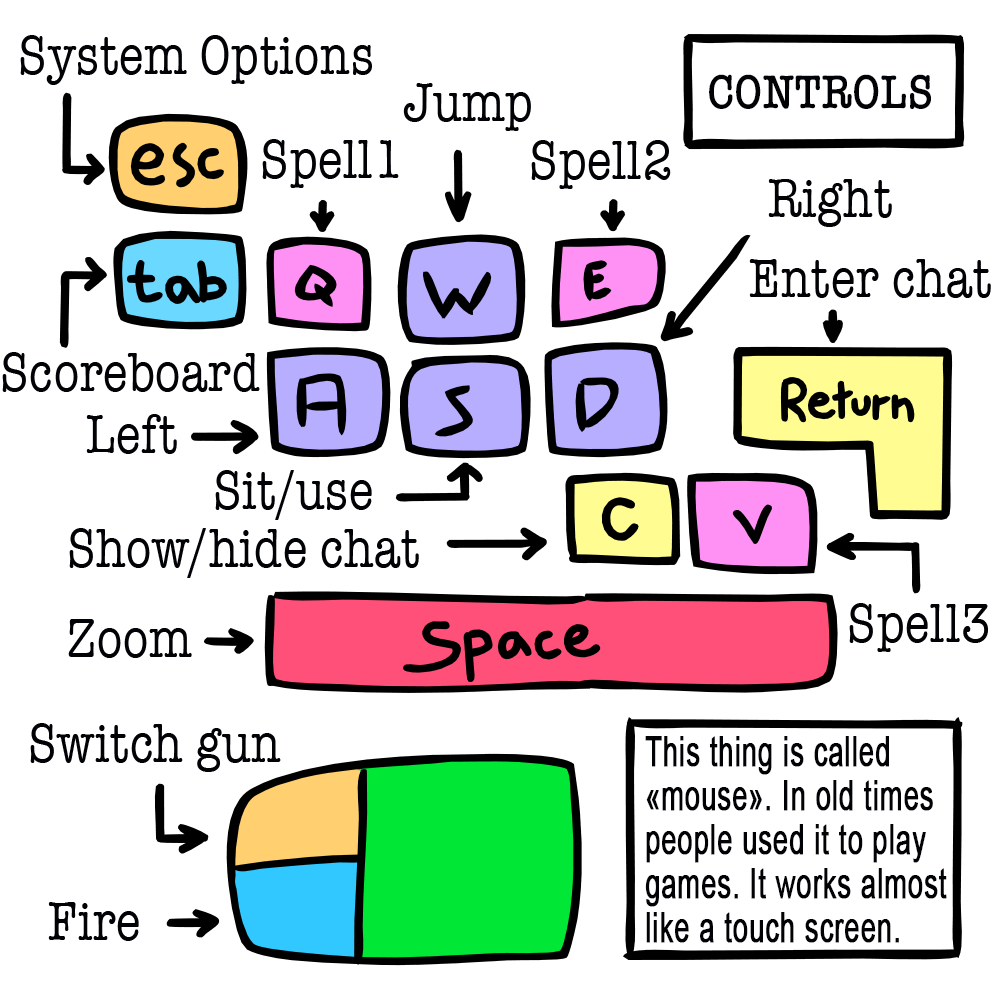 System Options
Jump
CONTROLS
esc
Spell1
Spell2
Right
tab
Q
W
E
Enter chat
Scoreboard
A
S
D
Return
Left
Sit/use
C
V
Show/hide chat
Spell3
Zoom
Space
Switch gun
Fire
This thing is called
«mouse». In old times
people used it to play
games. It works almost
like a touch screen.